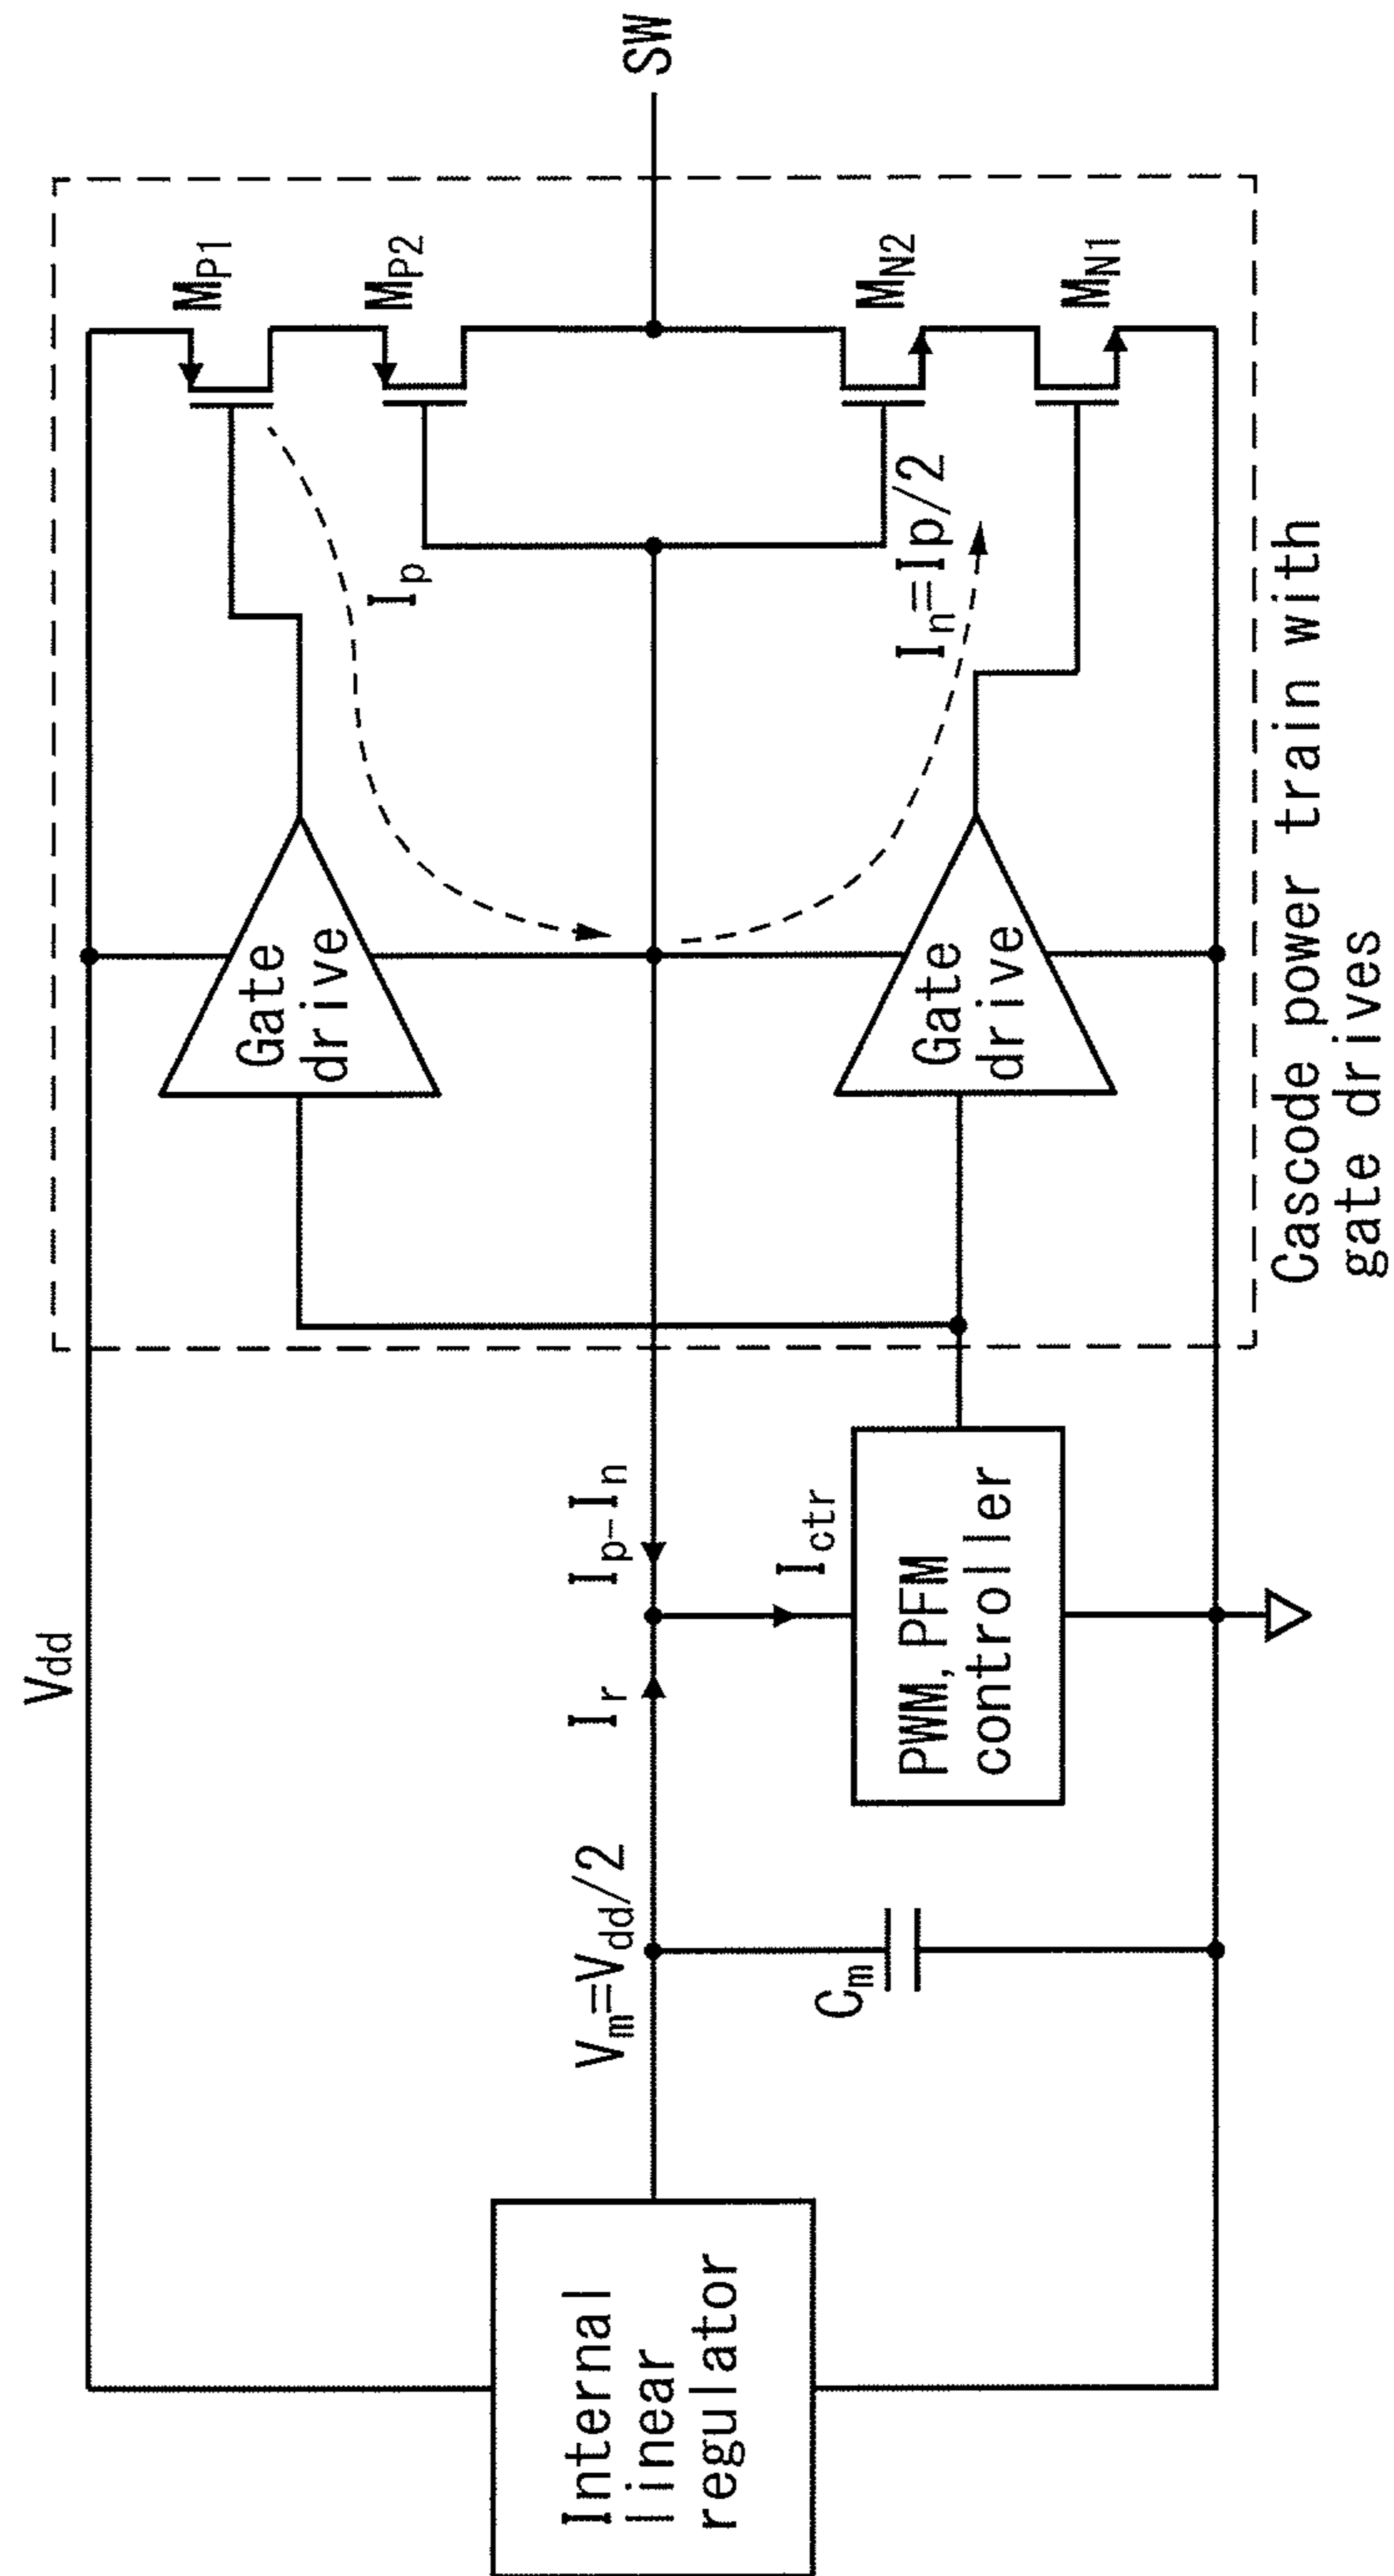 Vdd
Internal
linear
regulator
Vm=Vdd/2
Cm
Ir
Ip-In
Ictr
PWM, PFM
controller
Gate
drive
Gate
drive
Ip
In=Ip/2
MP1
MP2
MN2
MN1
SW
Cascode power train with
gate drives